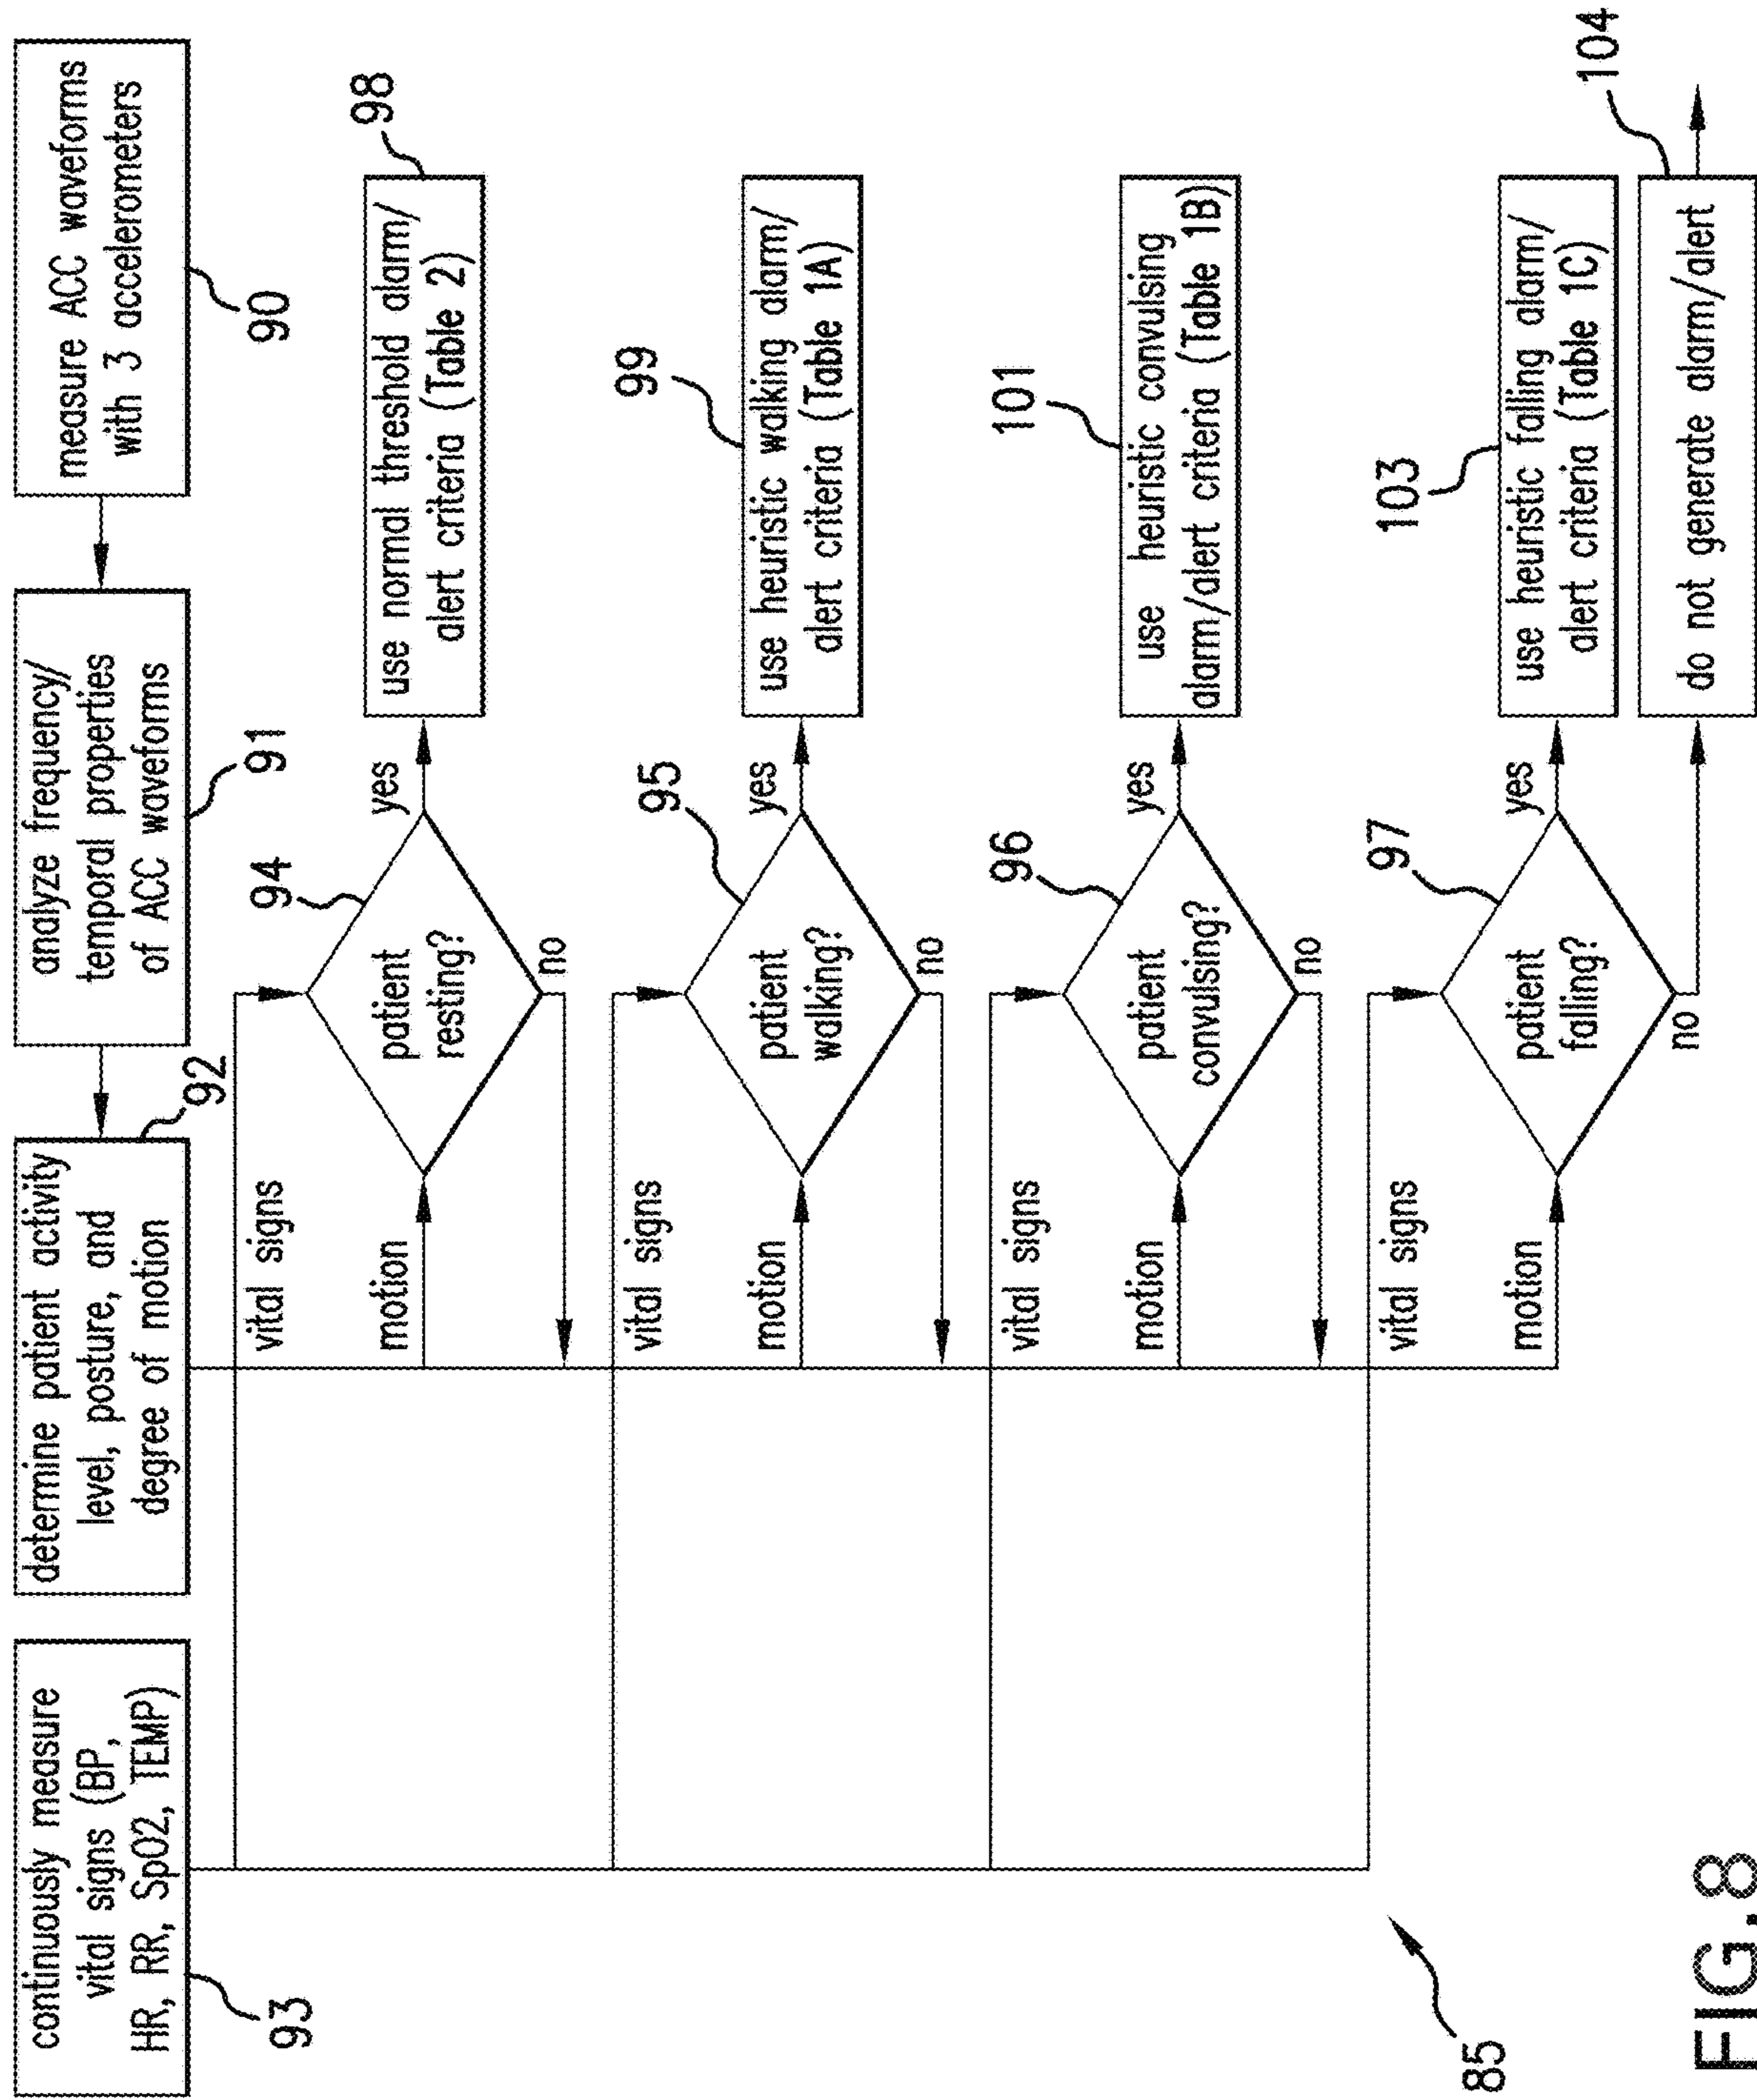 continuously measure
vital signs (BP,
HR, RR, SpO2, TEMP)
93
determine patient activity
level, posture, and
degree of motion
92
analyze frequency/
temporal properties
of ACC waveforms
91
measure ACC waveforms
with 3 accelerometers
90
vital signs
motion
94
patient
resting?
yes
no
use normal threshold alarm/
alert criteria (Table 2)
98
vital signs
motion
95
patient
walking?
yes
no
99
use heuristic walking alarm/
alert criteria (Table 1A)
vital signs
motion
96
patient
convulsing?
yes
no
101
use heuristic convulsing
alarm/alert criteria (Table 1B)
vital signs
motion
97
patient
falling?
yes
no
103
use heuristic falling alarm/
alert criteria (Table 1C)
104
do not generate alarm/alert
85
FIG.8